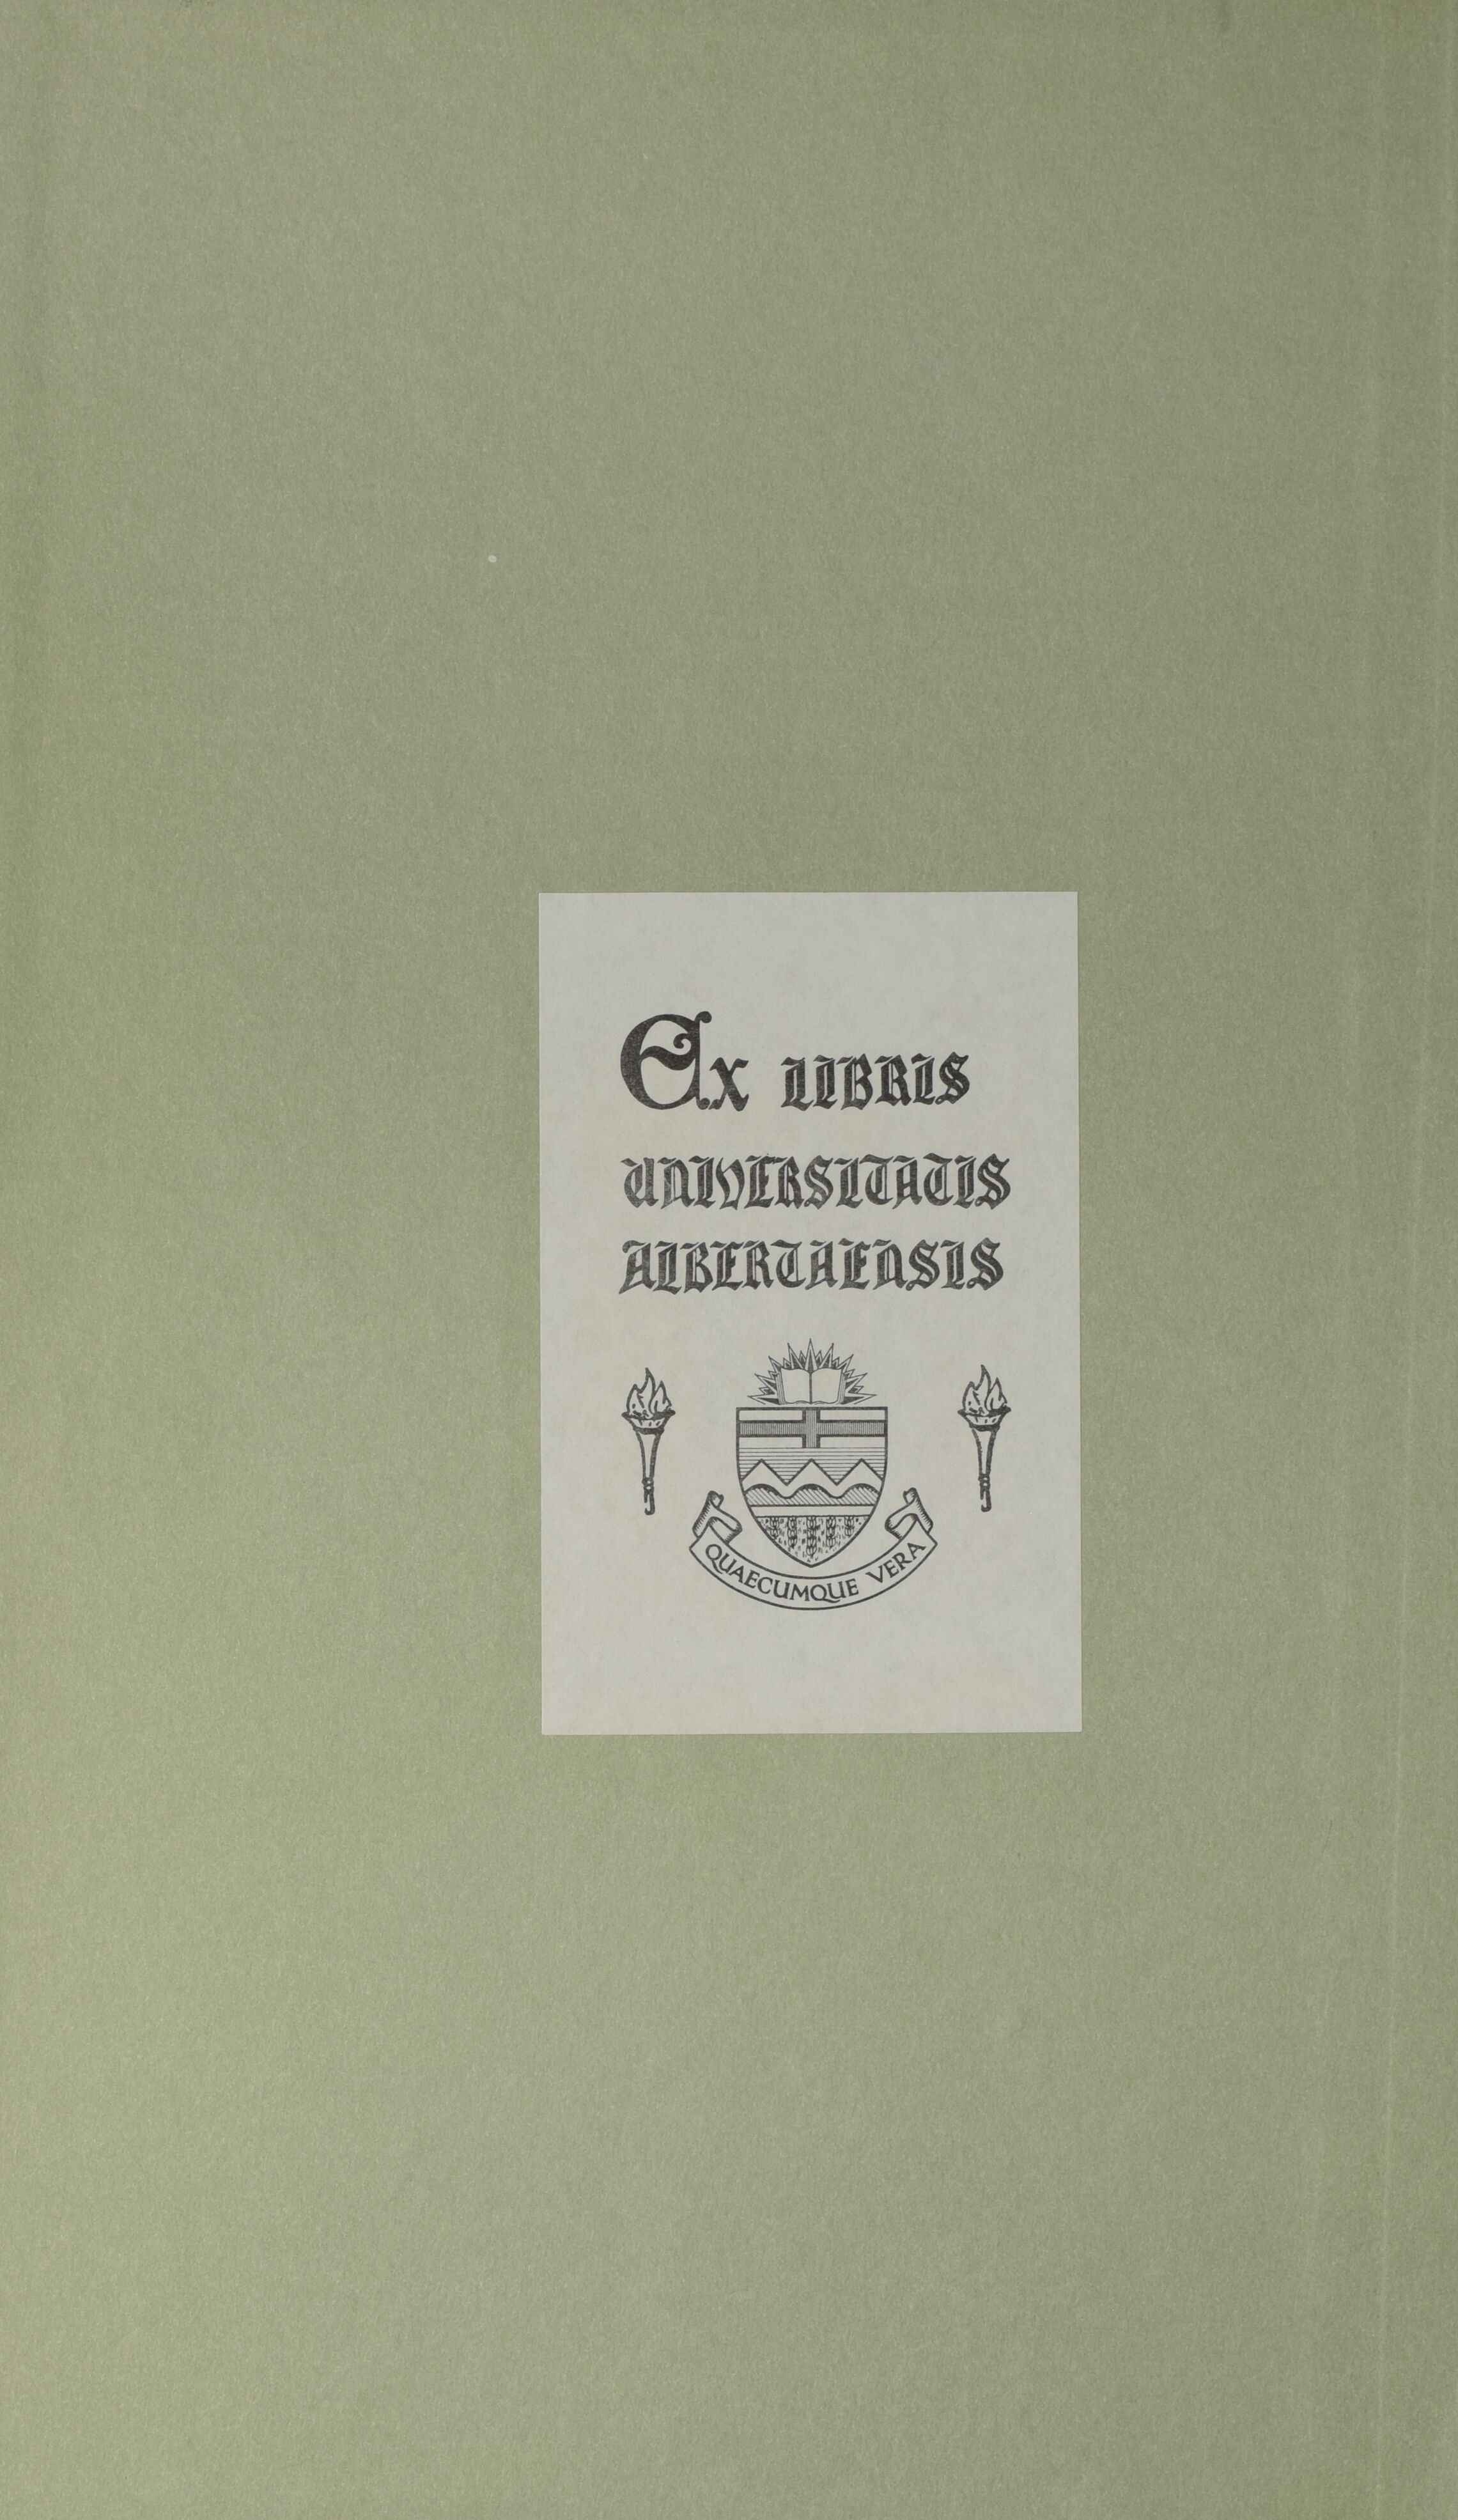 Ex LIBRIS
UNIVERSITATIS
ALBERTAENSIS
QUAECUMQUE VERA